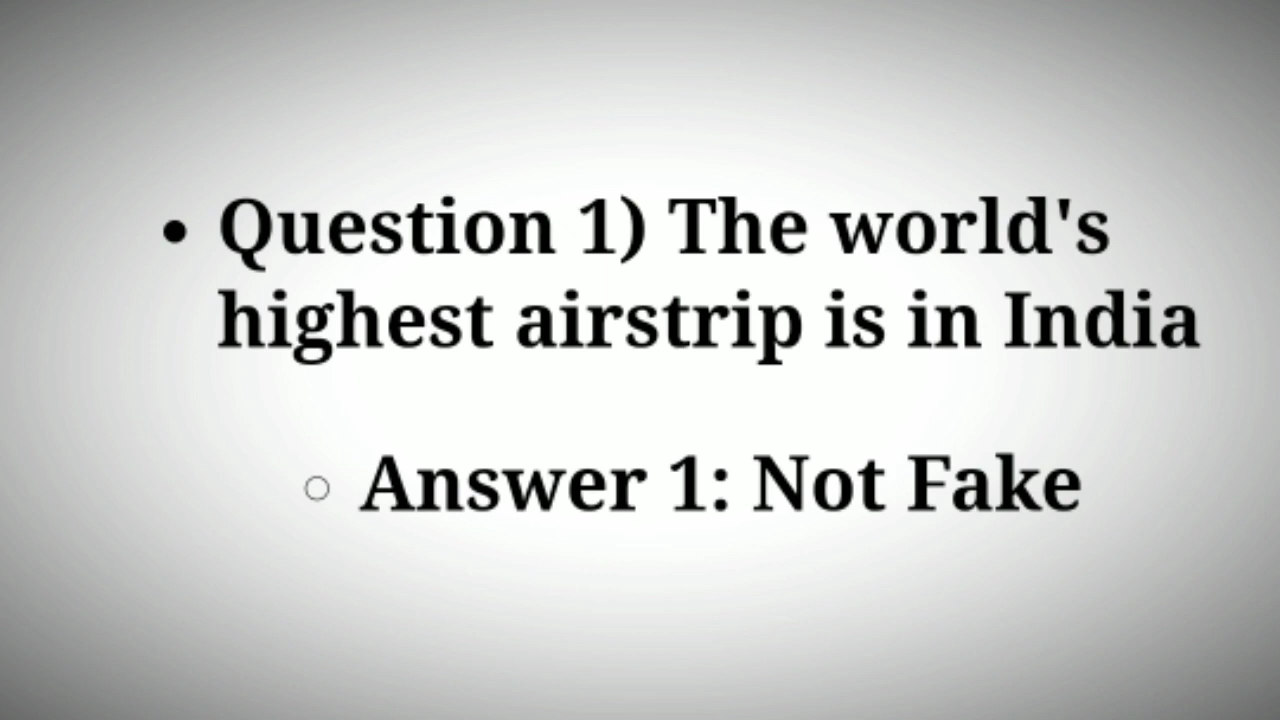 • Question 1) The world's
highest airstrip is in India
○ Answer 1: Not Fake